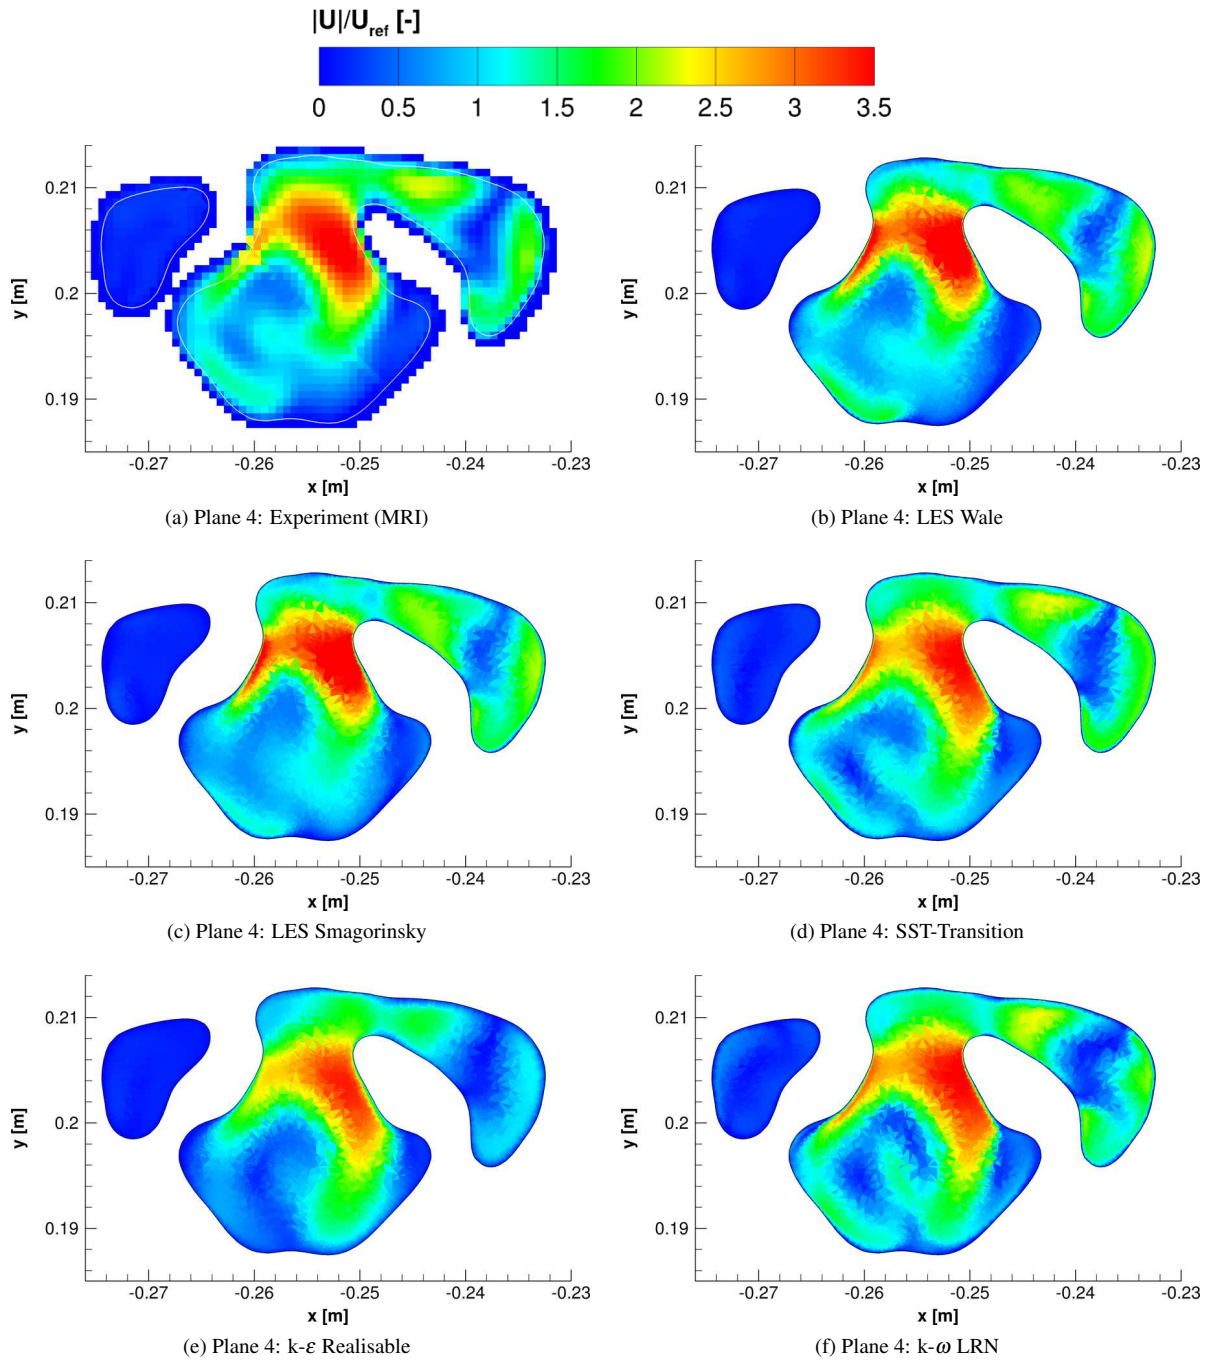 |U|/U_ref [-]
0 0.5 1 1.5 2 2.5 3 3.5
0.21
0.2
0.19
y [m]
-0.27 -0.26 -0.25 -0.24 -0.23
x [m]
(a) Plane 4: Experiment (MRI)
0.21
0.2
0.19
y [m]
-0.27 -0.26 -0.25 -0.24 -0.23
x [m]
(b) Plane 4: LES Wale
0.21
0.2
0.19
y [m]
-0.27 -0.26 -0.25 -0.24 -0.23
x [m]
(c) Plane 4: LES Smagorinsky
0.21
0.2
0.19
y [m]
-0.27 -0.26 -0.25 -0.24 -0.23
x [m]
(d) Plane 4: SST-Transition
0.21
0.2
0.19
y [m]
-0.27 -0.26 -0.25 -0.24 -0.23
x [m]
(e) Plane 4: k-ε Realisable
0.21
0.2
0.19
y [m]
-0.27 -0.26 -0.25 -0.24 -0.23
x [m]
(f) Plane 4: k-ω LRN